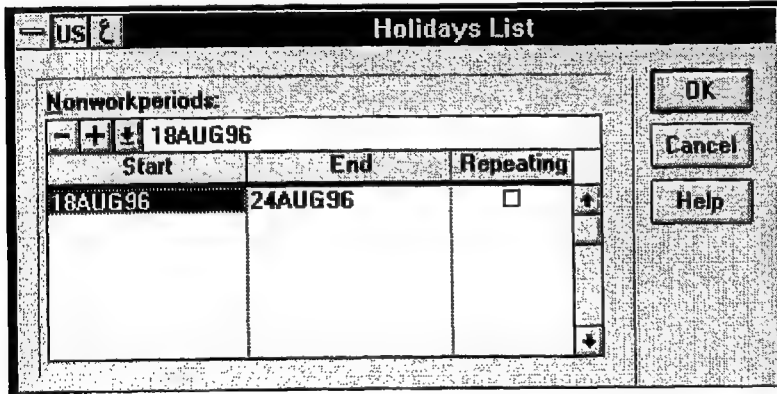 US ع Holidays List
Nonworkperiods:
18AUG96
Start End Repeating
18AUG96 24AUG96
OK
Cancel
Help